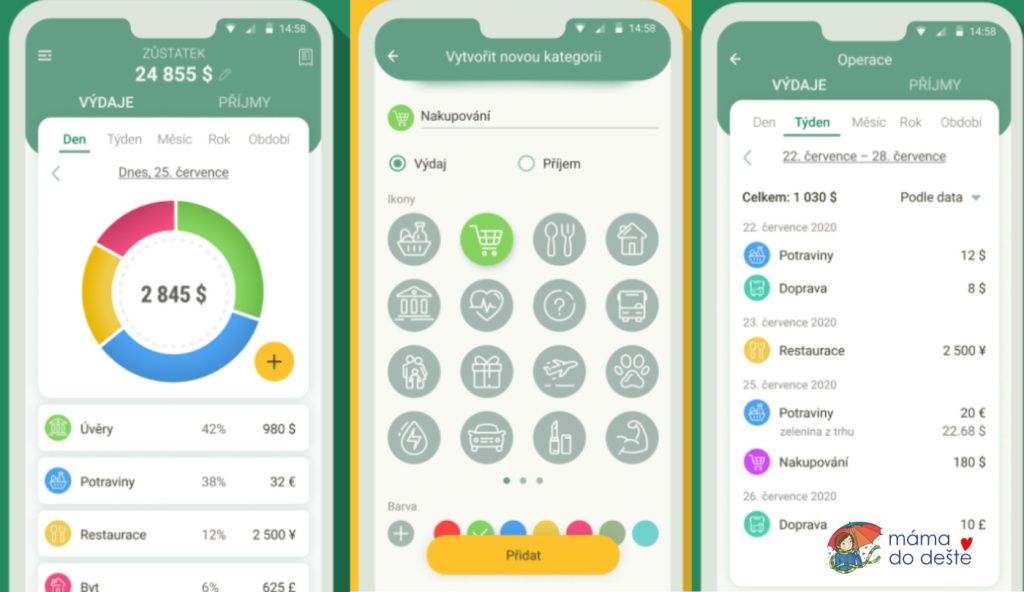 14:58
ZŮSTATEK
24 855 $
VÝDAJE PŘÍJMY
Den Týden Měsíc Rok Období
Dnes, 25. července
2 845 $
+
Úvěry 42% 980 $
Potraviny 38% 32 €
Restaurace 12% 2 500 ¥
Byt 6% 625 £
14:58
Vytvořit novou kategorii
Nakupování
Výdaj Příjem
Ikony
Barva
Přidat
14:58
Operace
VÝDAJE PŘÍJMY
Den Týden Měsíc Rok Období
22. července – 28. července
Celkem: 1 030 $ Podle data
22. července 2020
Potraviny 12 $
Doprava 8 $
23. července 2020
Restaurace 2 500 ¥
25. července 2020
Potraviny 20 €
zelenina z trhu 22.68 $
Nakupování 180 $
26. července 2020
Doprava 10 £
máma
do deště